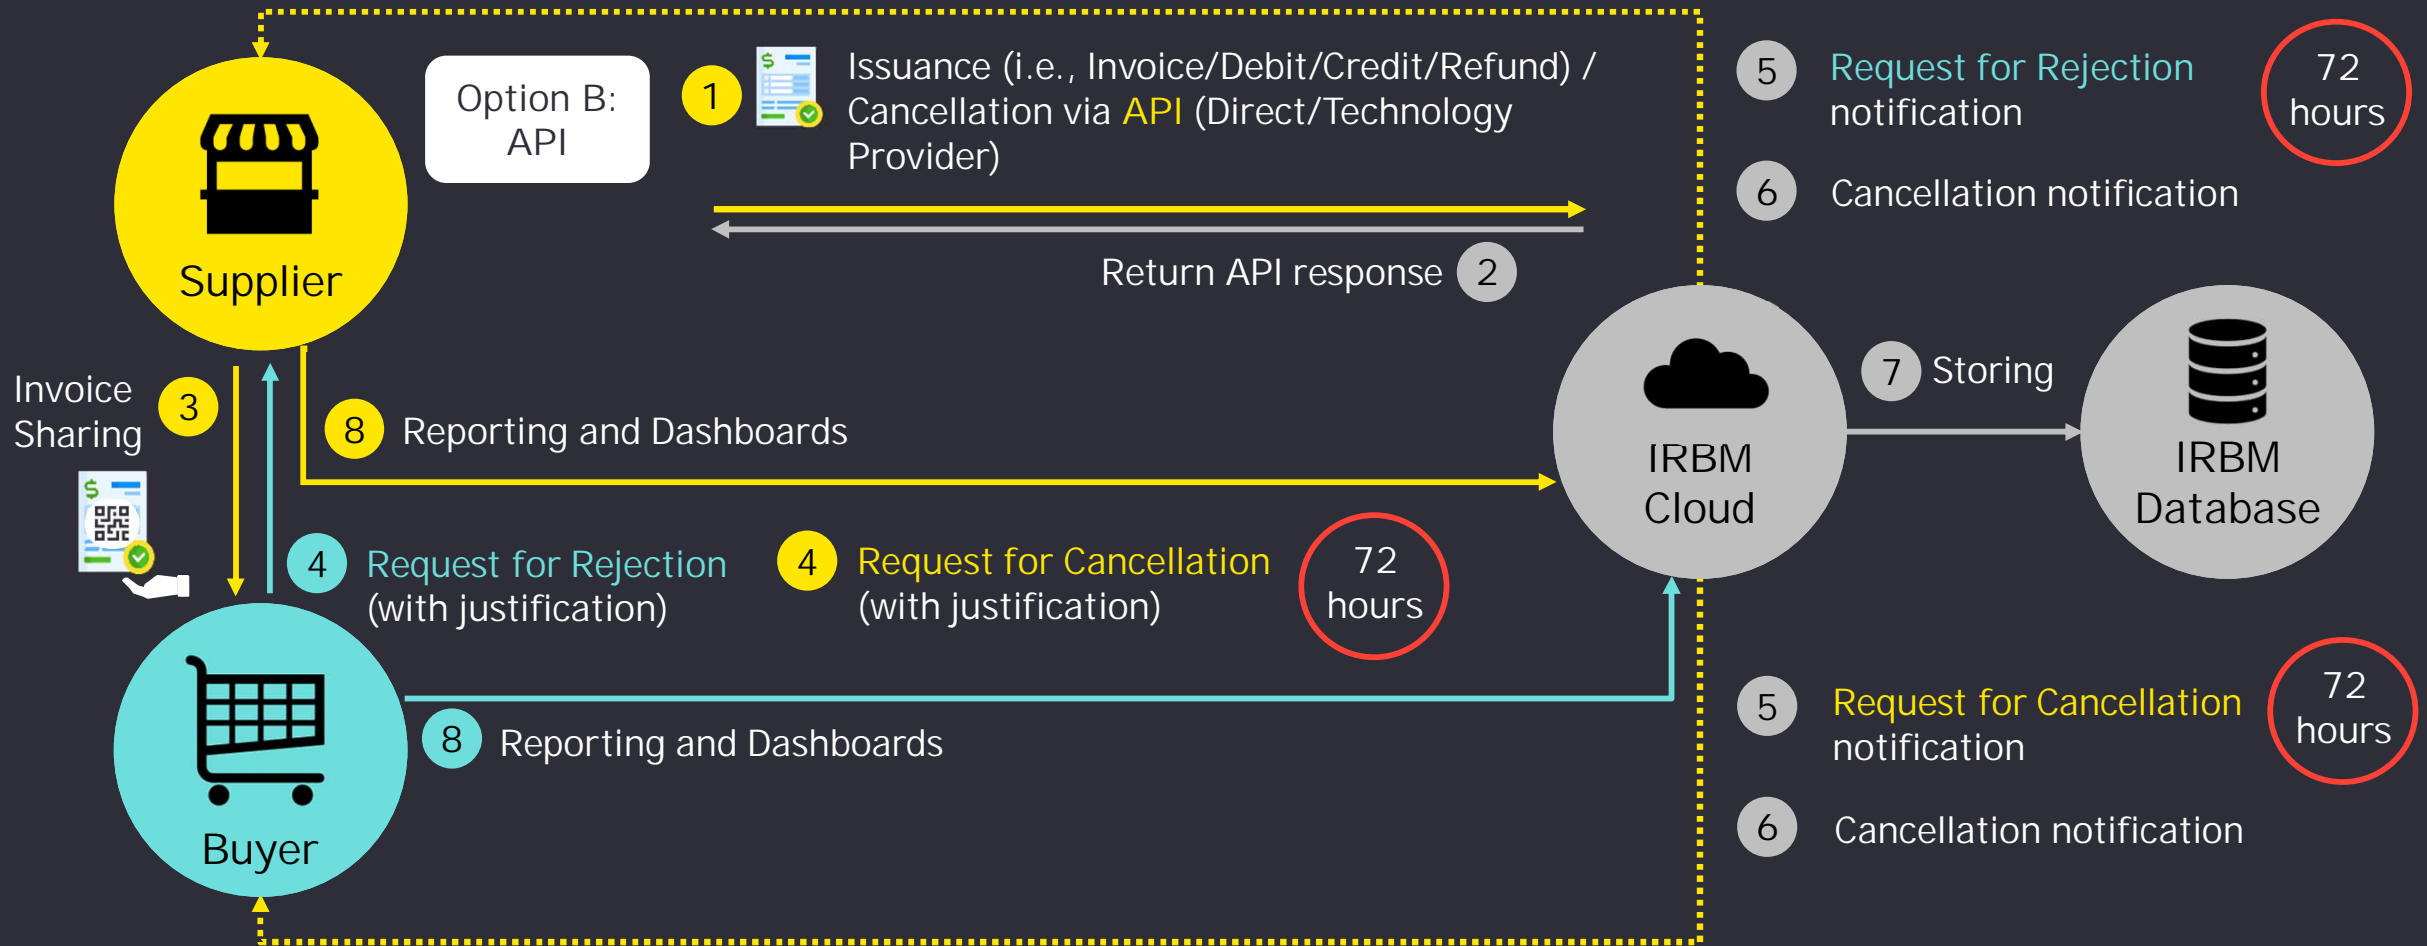 Option B:
API
1
Issuance (i.e., Invoice/Debit/Credit/Refund) /
Cancellation via API (Direct/Technology
Provider)
5
Request for Rejection
notification
72
hours
6
Cancellation notification
Supplier
Return API response
2
Invoice
Sharing
3
8
Reporting and Dashboards
IRBM
Cloud
7
Storing
IRBM
Database
4
Request for Rejection
(with justification)
4
Request for Cancellation
(with justification)
72
hours
Buyer
8
Reporting and Dashboards
5
Request for Cancellation
notification
72
hours
6
Cancellation notification